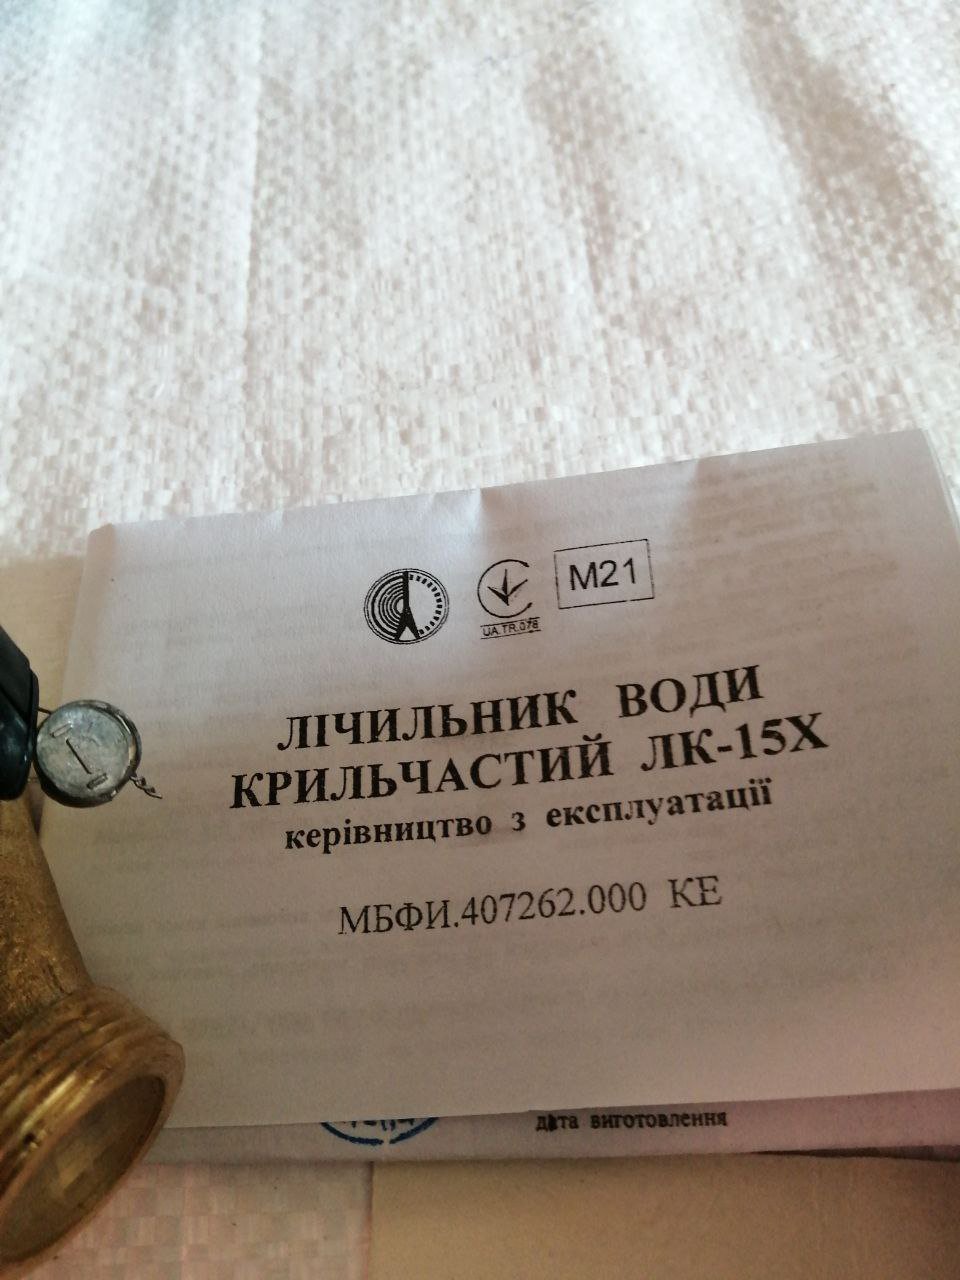 M21
UA.TR.078
ЛІЧИЛЬНИК ВОДИ
КРИЛЬЧАСТИЙ ЛК-15Х
керівництво з експлуатації
МБФИ.407262.000 КЕ
дата виготовлення